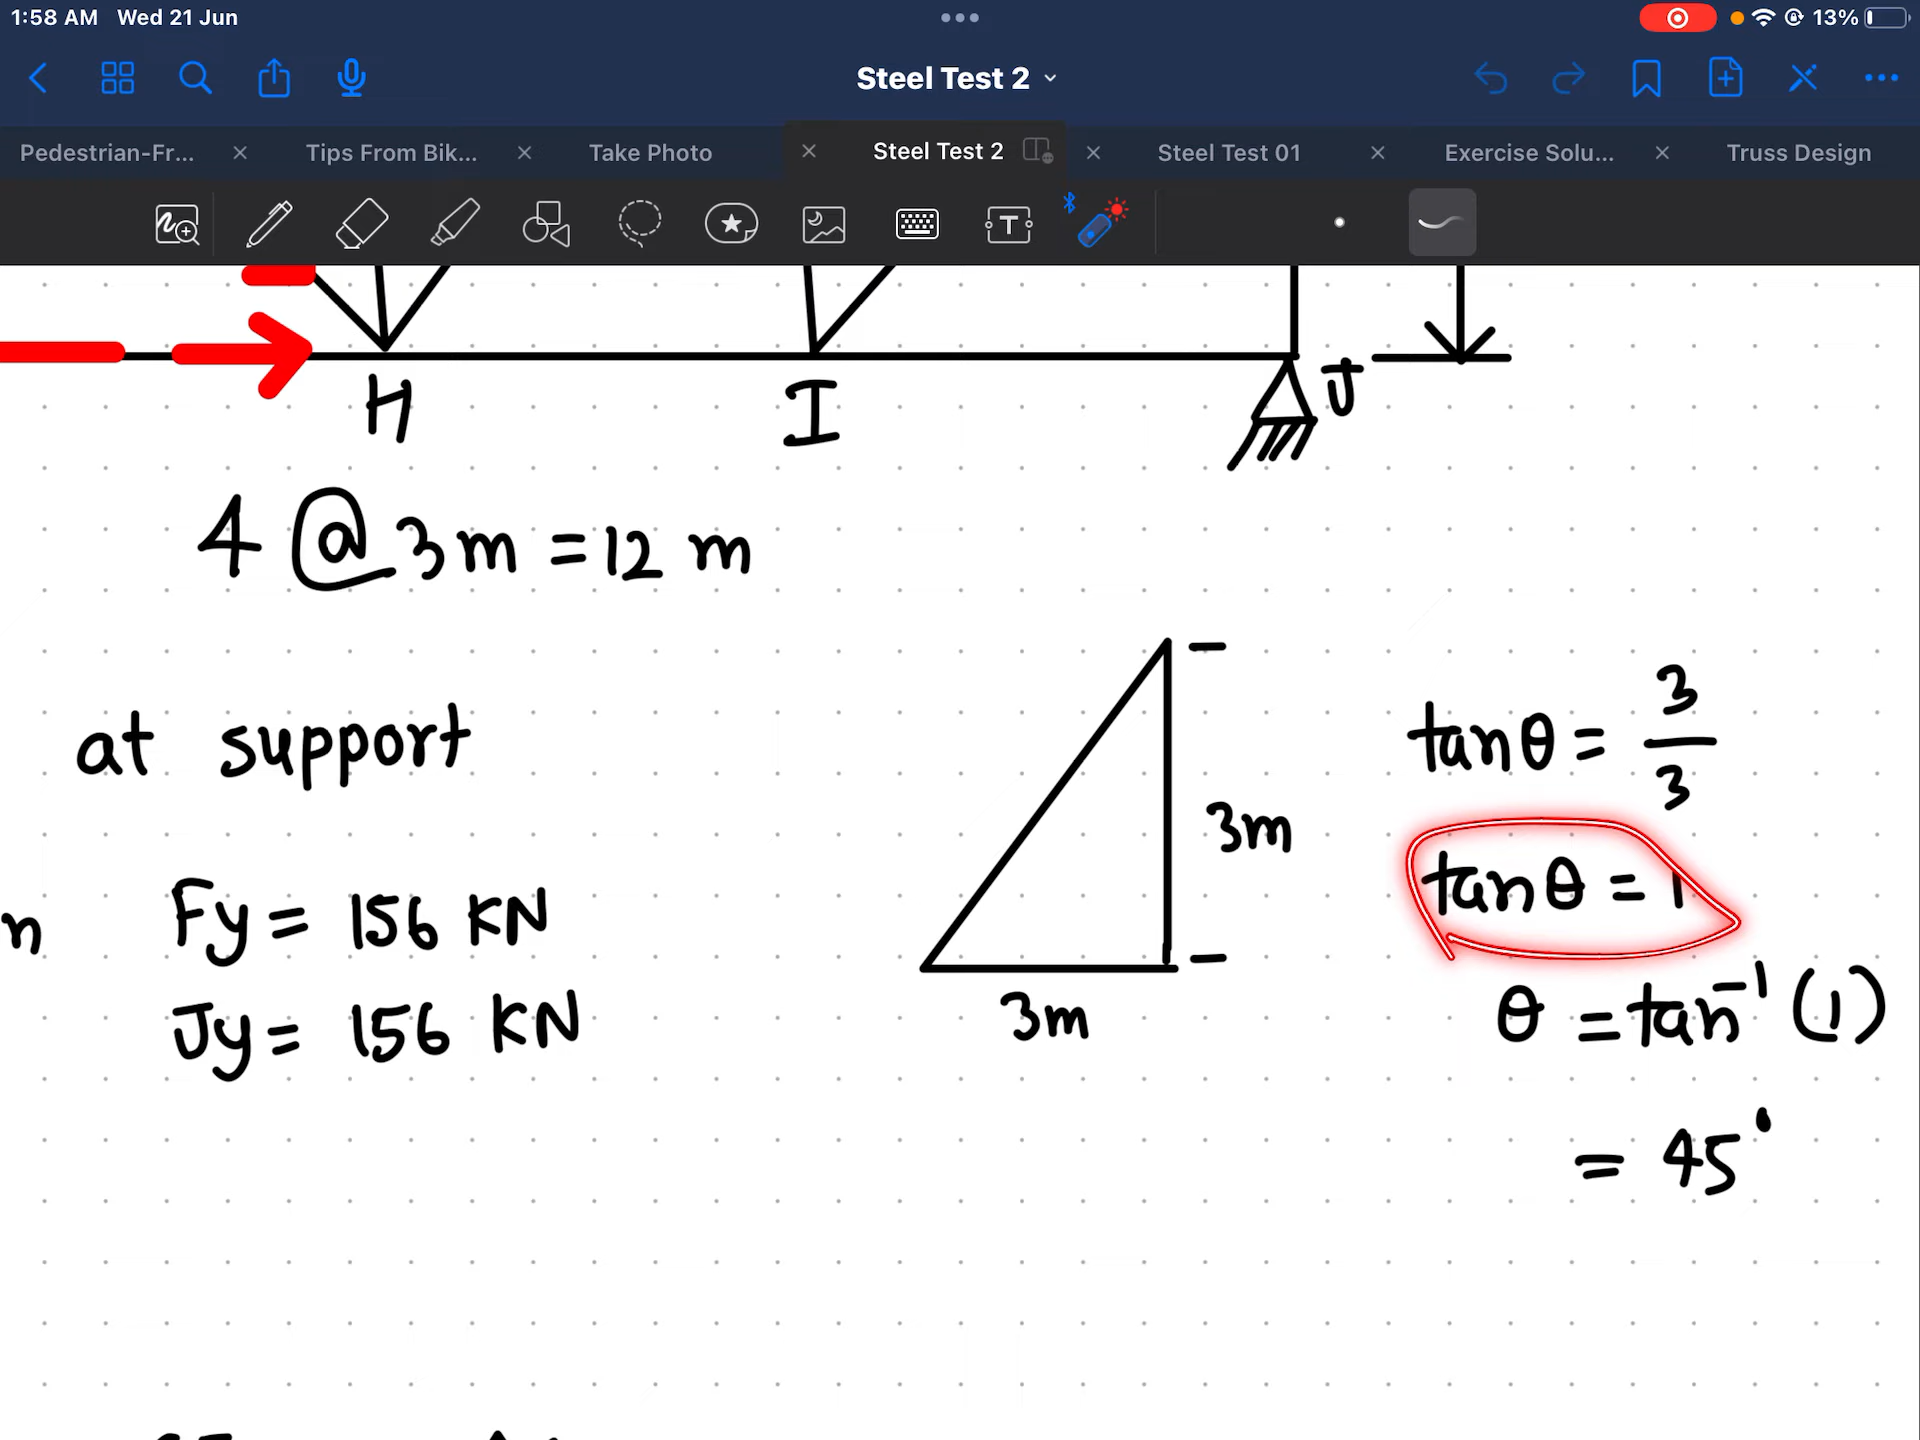 1:58 AM Wed 21 Jun
13%
Steel Test 2
Pedestrian-Fr... Tips From Bik... Take Photo Steel Test 2 Steel Test 01 Exercise Solu... Truss Design
T
H I J
4 @ 3m = 12 m
at support
tanθ = 3/3
3m
tanθ = 1
n Fy = 156 KN
3m
θ = tan⁻¹ (1)
Jy = 156 KN
= 45°